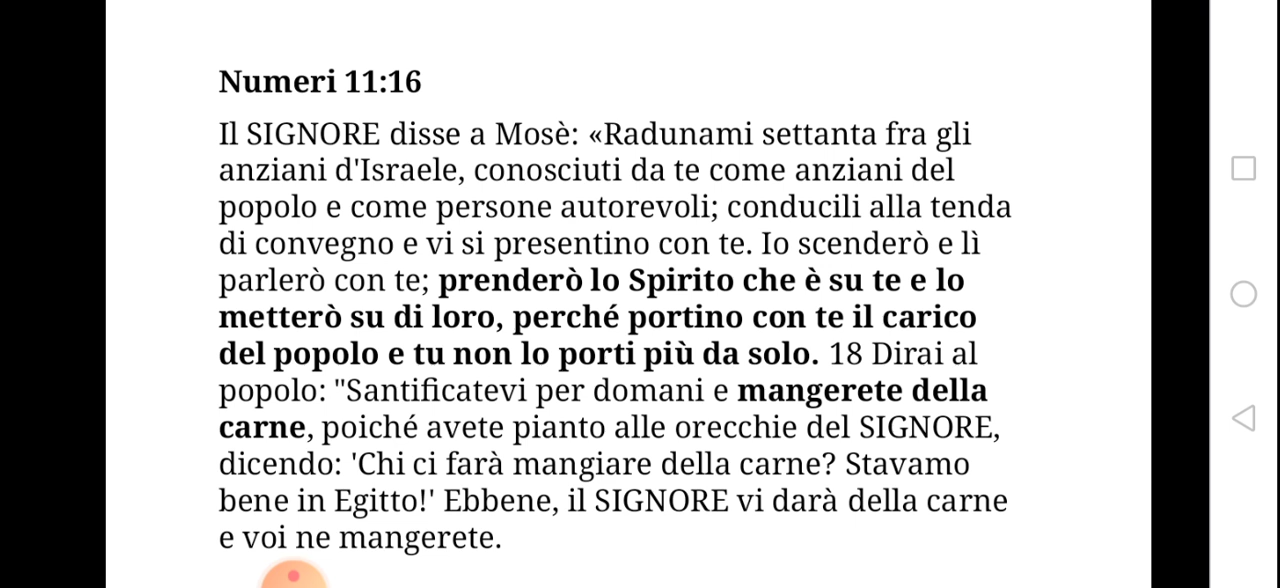 Numeri 11:16
Il SIGNORE disse a Mosè: «Radunami settanta fra gli
anziani d'Israele, conosciuti da te come anziani del
popolo e come persone autorevoli; conducili alla tenda
di convegno e vi si presentino con te. Io scenderò e lì
parlerò con te; prenderò lo Spirito che è su te e lo
metterò su di loro, perché portino con te il carico
del popolo e tu non lo porti più da solo. 18 Dirai al
popolo: "Santificatevi per domani e mangerete della
carne, poiché avete pianto alle orecchie del SIGNORE,
dicendo: 'Chi ci farà mangiare della carne? Stavamo
bene in Egitto!' Ebbene, il SIGNORE vi darà della carne
e voi ne mangerete.